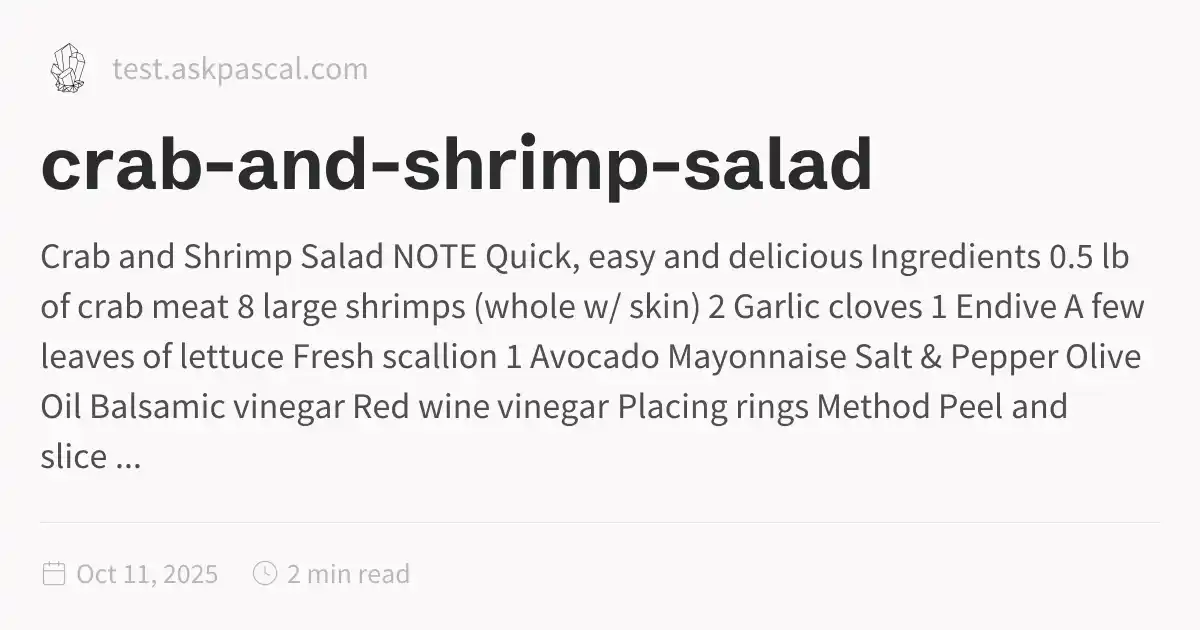 test.askpascal.com
crab-and-shrimp-salad
Crab and Shrimp Salad NOTE Quick, easy and delicious Ingredients 0.5 lb
of crab meat 8 large shrimps (whole w/ skin) 2 Garlic cloves 1 Endive A few
leaves of lettuce Fresh scallion 1 Avocado Mayonnaise Salt & Pepper Olive
Oil Balsamic vinegar Red wine vinegar Placing rings Method Peel and
slice ...
Oct 11, 2025 2 min read